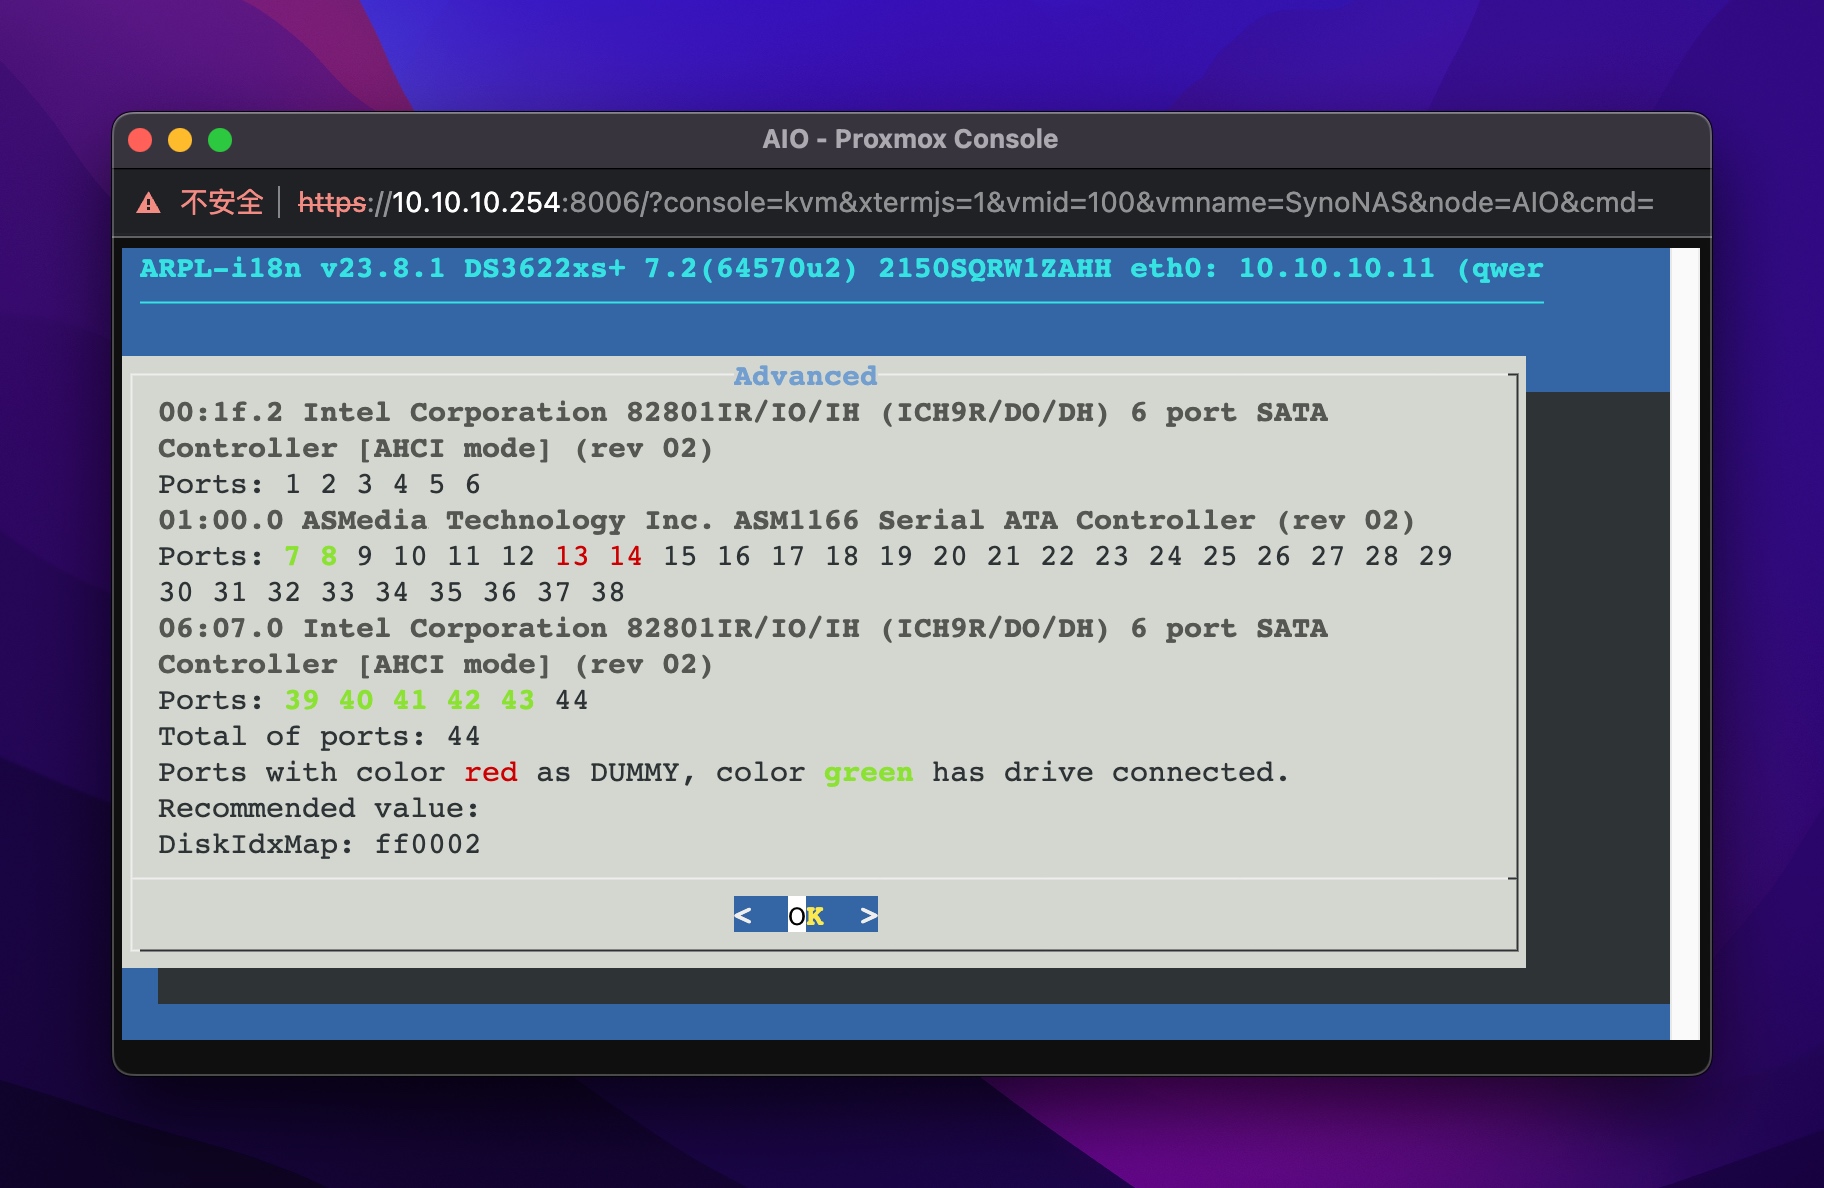 AIO - Proxmox Console
不安全 https://10.10.10.254:8006/?console=kvm&xtermjs=1&vmid=100&vmname=SynoNAS&node=AIO&cmd=
ARPL-i18n v23.8.1 DS3622xs+ 7.2(64570u2) 2150SQRW1ZAHH eth0: 10.10.10.11 (qwer
Advanced
00:1f.2 Intel Corporation 82801IR/IO/IH (ICH9R/DO/DH) 6 port SATA
Controller [AHCI mode] (rev 02)
Ports: 1 2 3 4 5 6
01:00.0 ASMedia Technology Inc. ASM1166 Serial ATA Controller (rev 02)
Ports: 7 8 9 10 11 12 13 14 15 16 17 18 19 20 21 22 23 24 25 26 27 28 29
30 31 32 33 34 35 36 37 38
06:07.0 Intel Corporation 82801IR/IO/IH (ICH9R/DO/DH) 6 port SATA
Controller [AHCI mode] (rev 02)
Ports: 39 40 41 42 43 44
Total of ports: 44
Ports with color red as DUMMY, color green has drive connected.
Recommended value:
DiskIdxMap: ff0002
< OK >